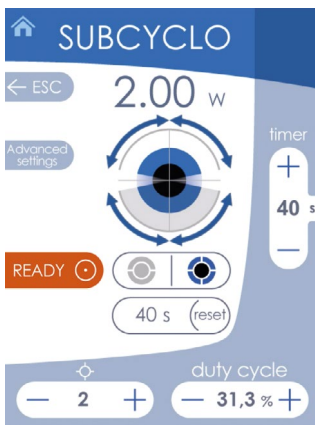 SUBCYCLO
← ESC
2.00 W
Advanced
settings
timer
+
40 s
−
READY
40 s (reset
duty cycle
− 2 +
− 31,3 % +